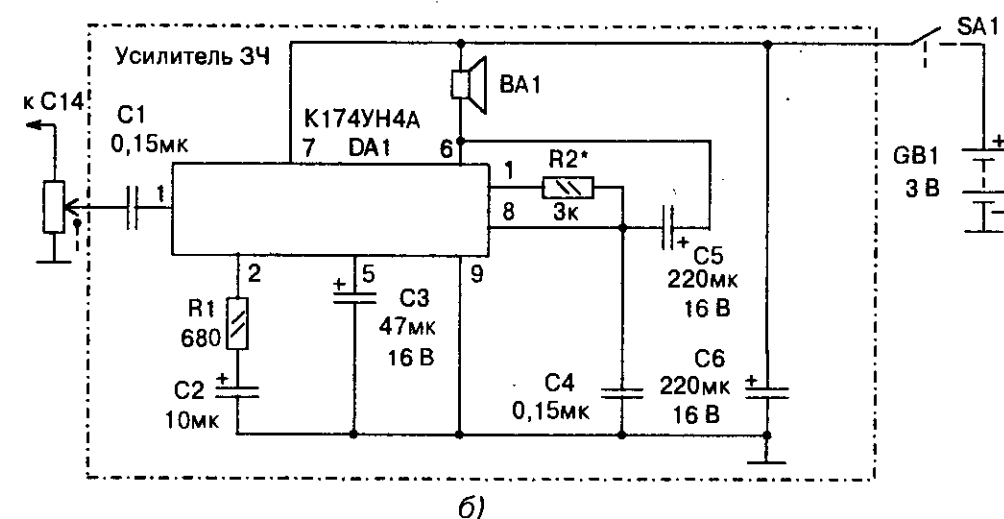 Усилитель ЗЧ
SA1
к С14
C1
0,15мк
К174УН4А
DA1
7
6
BA1
1
1
R2*
3к
8
GB1
3 В
+
−
2
5
9
R1
680
+
C3
47мк
16 В
+
C5
220мк
16 В
+
C2
10мк
C4
0,15мк
C6
220мк
16 В
+
б)